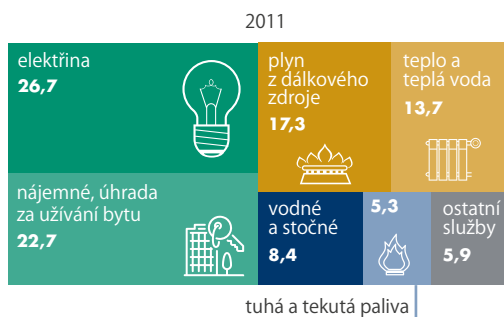 2011
elektřina
26,7
plyn
z dálkového
zdroje
17,3
teplo a
teplá voda
13,7
nájemné, úhrada
za užívání bytu
22,7
vodné
a stočné
8,4
5,3
ostatní
služby
5,9
tuhá a tekutá paliva